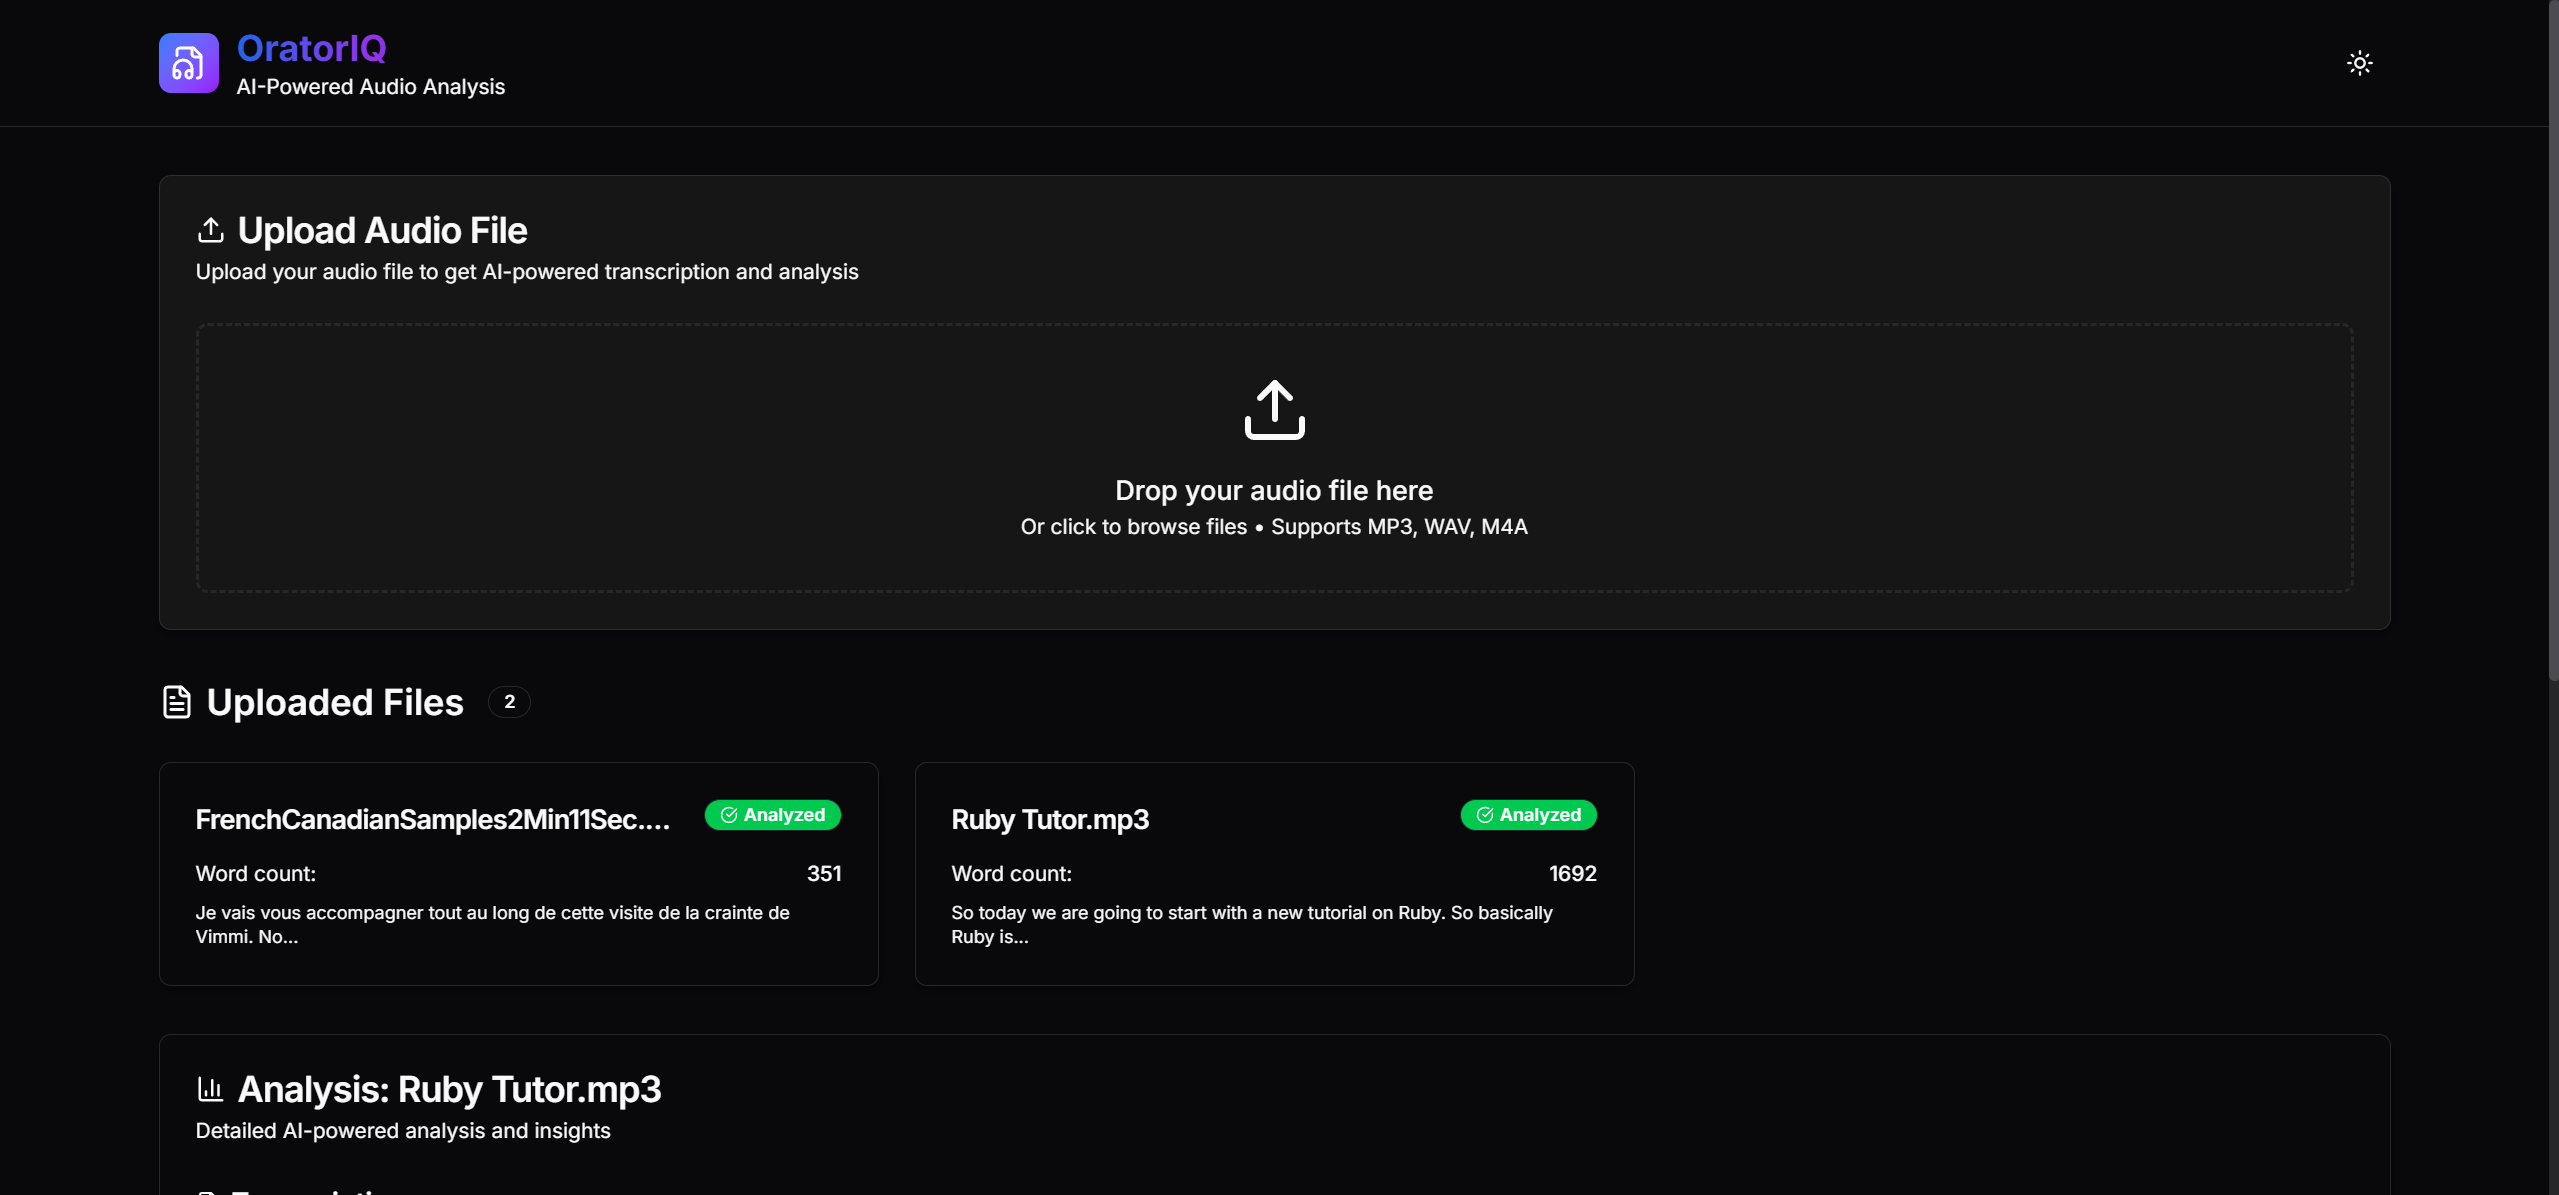 OratorIQ
AI-Powered Audio Analysis
Upload Audio File
Upload your audio file to get AI-powered transcription and analysis
Drop your audio file here
Or click to browse files • Supports MP3, WAV, M4A
Uploaded Files 2
FrenchCanadianSamples2Min11Sec.... Analyzed
Word count: 351
Je vais vous accompagner tout au long de cette visite de la crainte de
Vimmi. No...
Ruby Tutor.mp3 Analyzed
Word count: 1692
So today we are going to start with a new tutorial on Ruby. So basically
Ruby is...
Analysis: Ruby Tutor.mp3
Detailed AI-powered analysis and insights